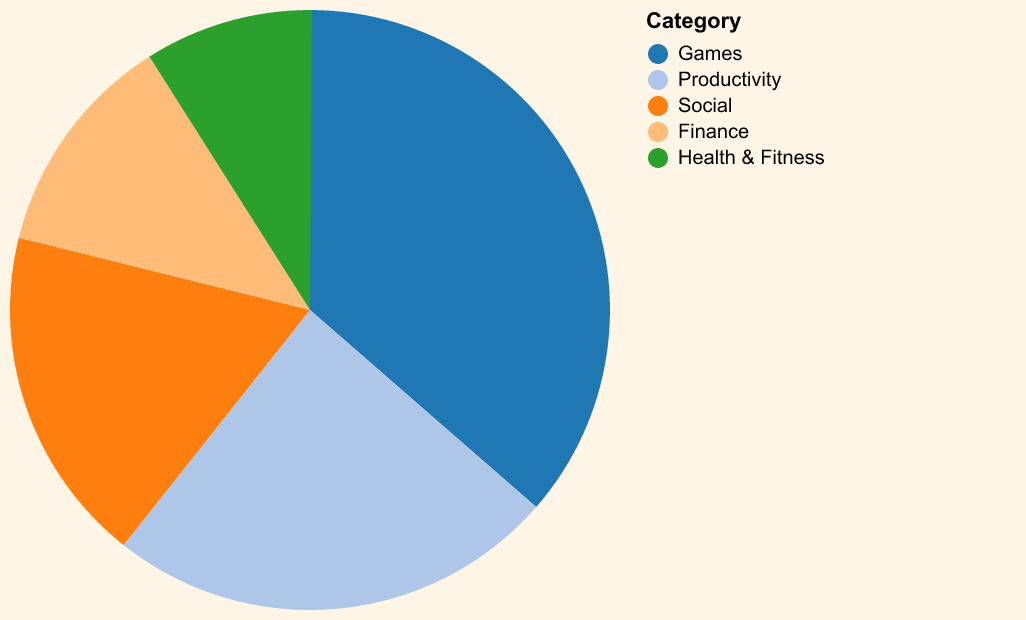 Category
Games
Productivity
Social
Finance
Health & Fitness